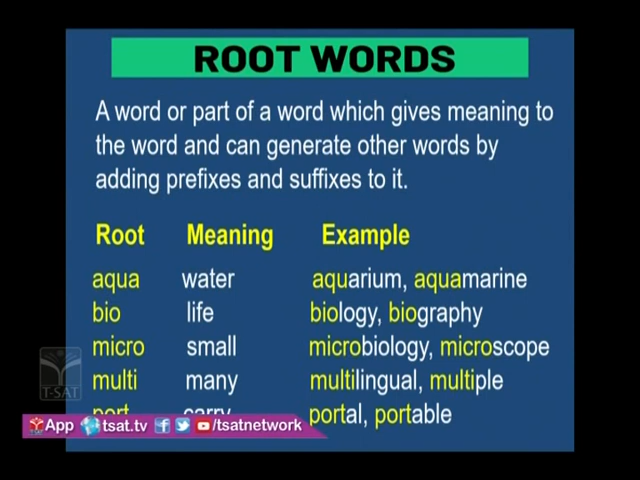 ROOT WORDS
A word or part of a word which gives meaning to
the word and can generate other words by
adding prefixes and suffixes to it.
Root Meaning Example
aqua water aquarium, aquamarine
bio life biology, biography
micro small microbiology, microscope
multi many multilingual, multiple
port carry portal, portable
T-SAT
App tsat.tv /tsatnetwork